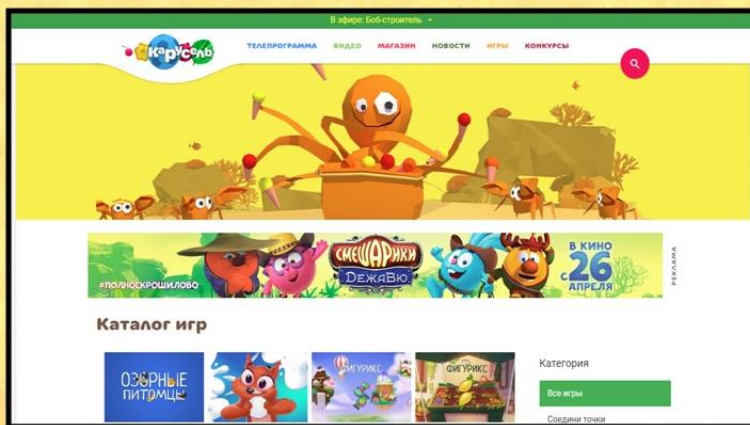 В эфире: Боб-строитель
Карусель
ТЕЛЕПРОГРАММА ВИДЕО МАГАЗИН НОВОСТИ ИГРЫ КОНКУРСЫ
#ПОЛНОСКРОШИЛОВО
СМЕШАРИКИ
ДЕЖАВЮ
В КИНО
С 26
АПРЕЛЯ
РЕКЛАМА
Каталог игр
ОЗОРНЫЕ
ПИТОМЦЫ
ФИГУРИКС
ФИГУРИКС
Категория
Все игры
Соедини точки